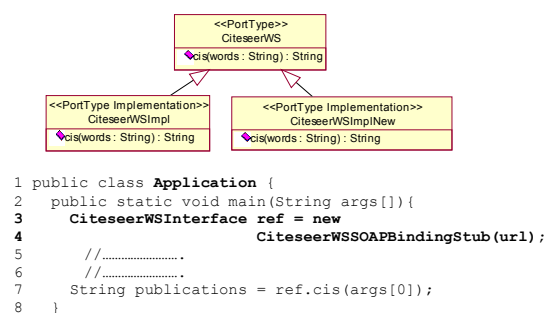 <<PortType>>
CiteseerWS
cis(words : String) : String
<<PortType Implementation>>
CiteseerWSImpl
cis(words : String) : String
<<PortType Implementation>>
CiteseerWSImplNew
cis(words : String) : String
1 public class Application {
2 public static void main(String args[]){
3 CiteseerWSInterface ref = new
4 CiteseerWSSOAPBindingStub(url);
5 //…………………….
6 //…………………….
7 String publications = ref.cis(args[0]);
8 }